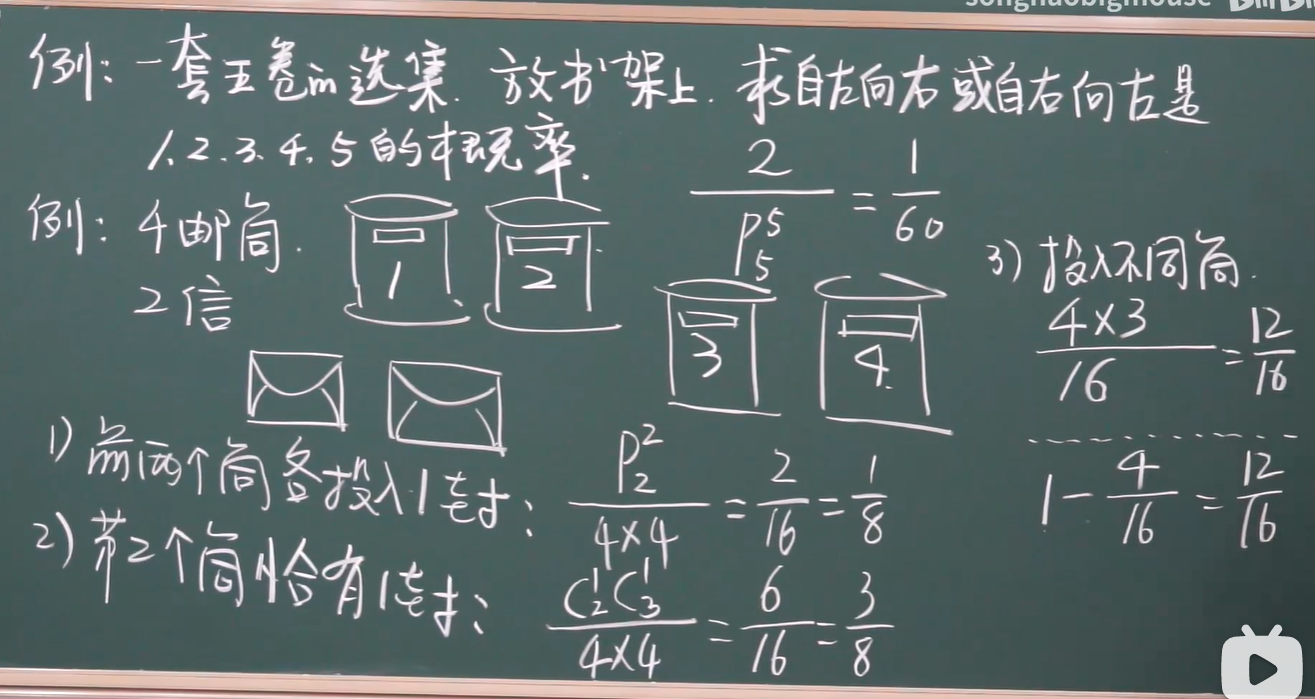 songhaobigmouse
例：一套五卷的选集.放书架上.求自左向右或自右向左是
1.2.3.4.5的概率.
$\frac{2}{P_5^5}=\frac{1}{60}$
例：4邮筒.
2信
1
2
3
4
1)前两个筒各投入1封：$\frac{P_2^2}{4×4}=\frac{2}{16}=\frac{1}{8}$
2)第2个筒恰有1封：$\frac{C_2^1C_3^1}{4×4}=\frac{6}{16}=\frac{3}{8}$
3)投入不同筒.
$\frac{4×3}{16}=\frac{12}{16}$
$1-\frac{4}{16}=\frac{12}{16}$